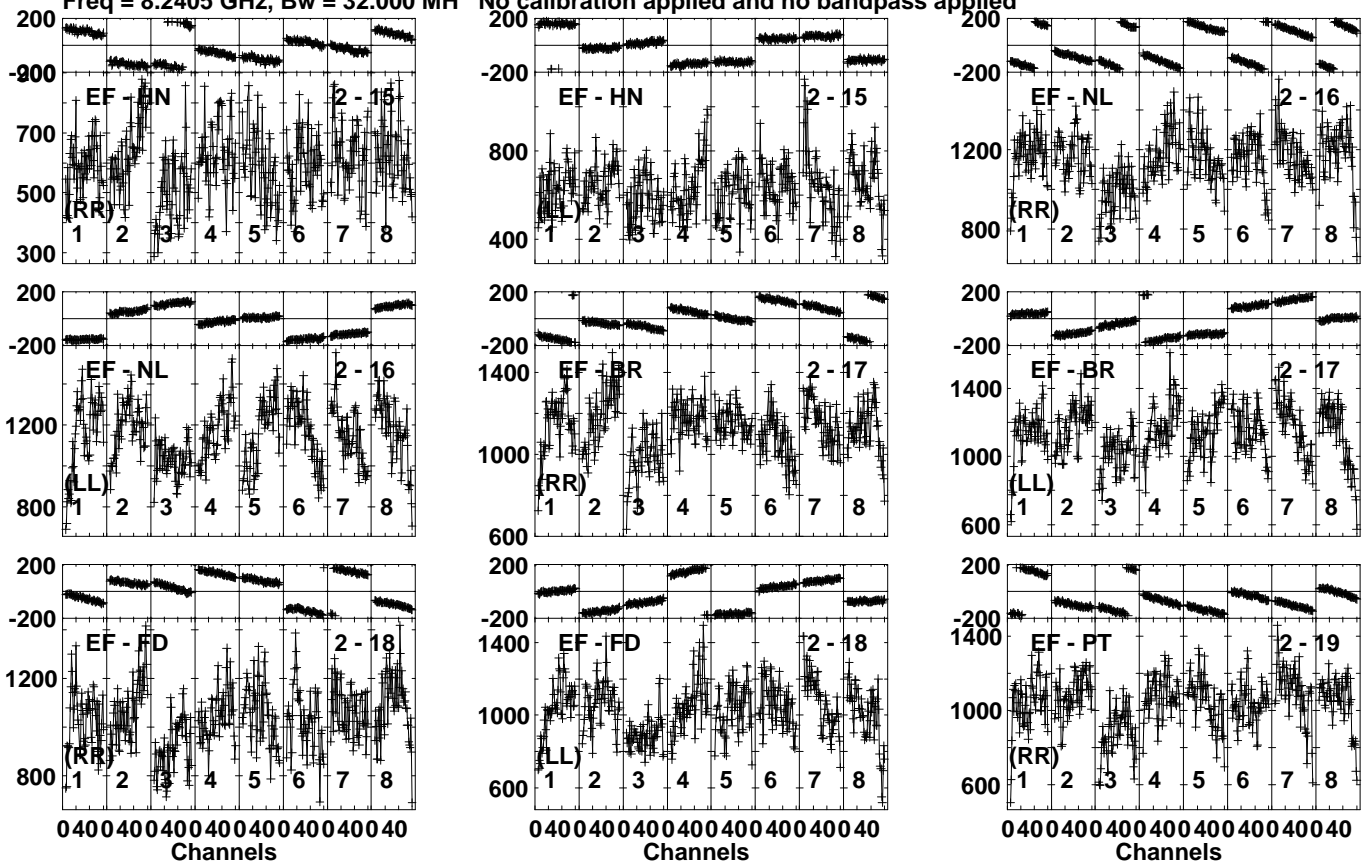 Freq = 8.2405 GHz, Bw = 32.000 MH No calibration applied and no bandpass applied
200
-200
EF - HN 2 - 15
900
700
500
300
(RR)
1 2 3 4 5 6 7 8
200
-200
EF - HN 2 - 15
800
400
(LL)
1 2 3 4 5 6 7 8
200
-200
EF - NL 2 - 16
1200
800
(RR)
1 2 3 4 5 6 7 8
200
-200
EF - NL 2 - 16
1200
800
(LL)
1 2 3 4 5 6 7 8
200
-200
EF - BR 2 - 17
1400
1000
600
(RR)
1 2 3 4 5 6 7 8
200
-200
EF - BR 2 - 17
1400
1000
600
(LL)
1 2 3 4 5 6 7 8
200
-200
EF - FD 2 - 18
1200
800
(RR)
1 2 3 4 5 6 7 8
0 40 0 40 0 40 0 40 0 40 0 40 0 40 0 40
Channels
200
-200
EF - FD 2 - 18
1400
1000
600
(LL)
1 2 3 4 5 6 7 8
0 40 0 40 0 40 0 40 0 40 0 40 0 40 0 40
Channels
200
-200
EF - PT 2 - 19
1400
1000
600
(RR)
1 2 3 4 5 6 7 8
0 40 0 40 0 40 0 40 0 40 0 40 0 40 0 40
Channels